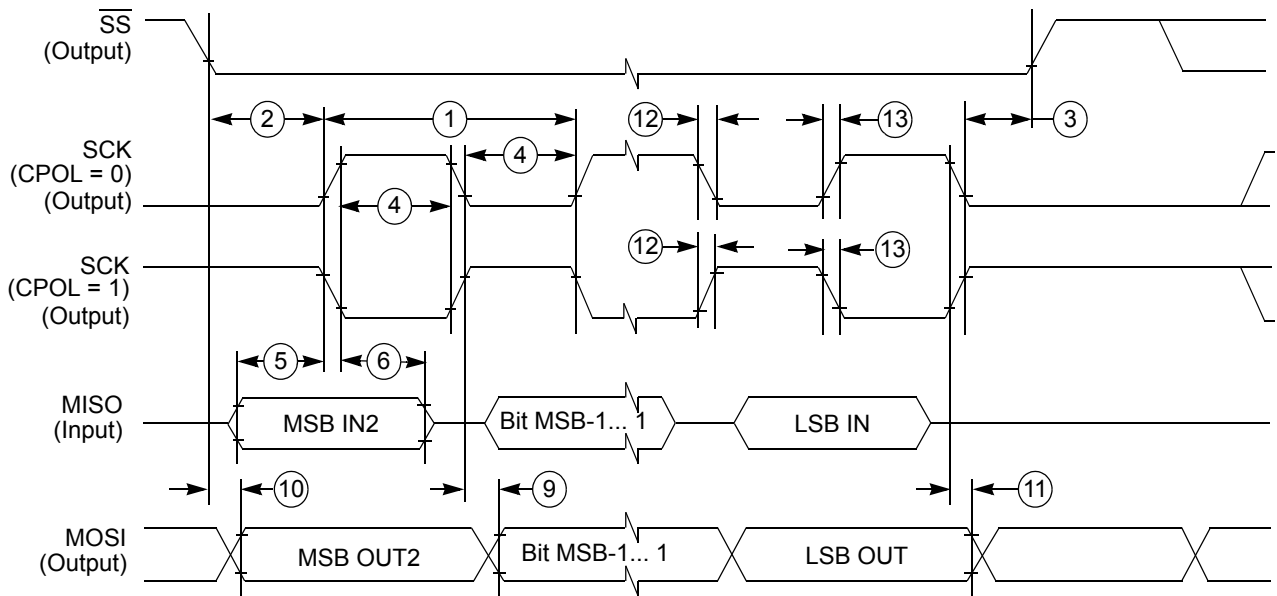 SS
(Output)
2
1
12
13
3
SCK
(CPOL = 0)
(Output)
4
4
12
13
SCK
(CPOL = 1)
(Output)
5
6
MISO
(Input)
MSB IN2
Bit MSB-1... 1
LSB IN
10
9
11
MOSI
(Output)
MSB OUT2
Bit MSB-1... 1
LSB OUT